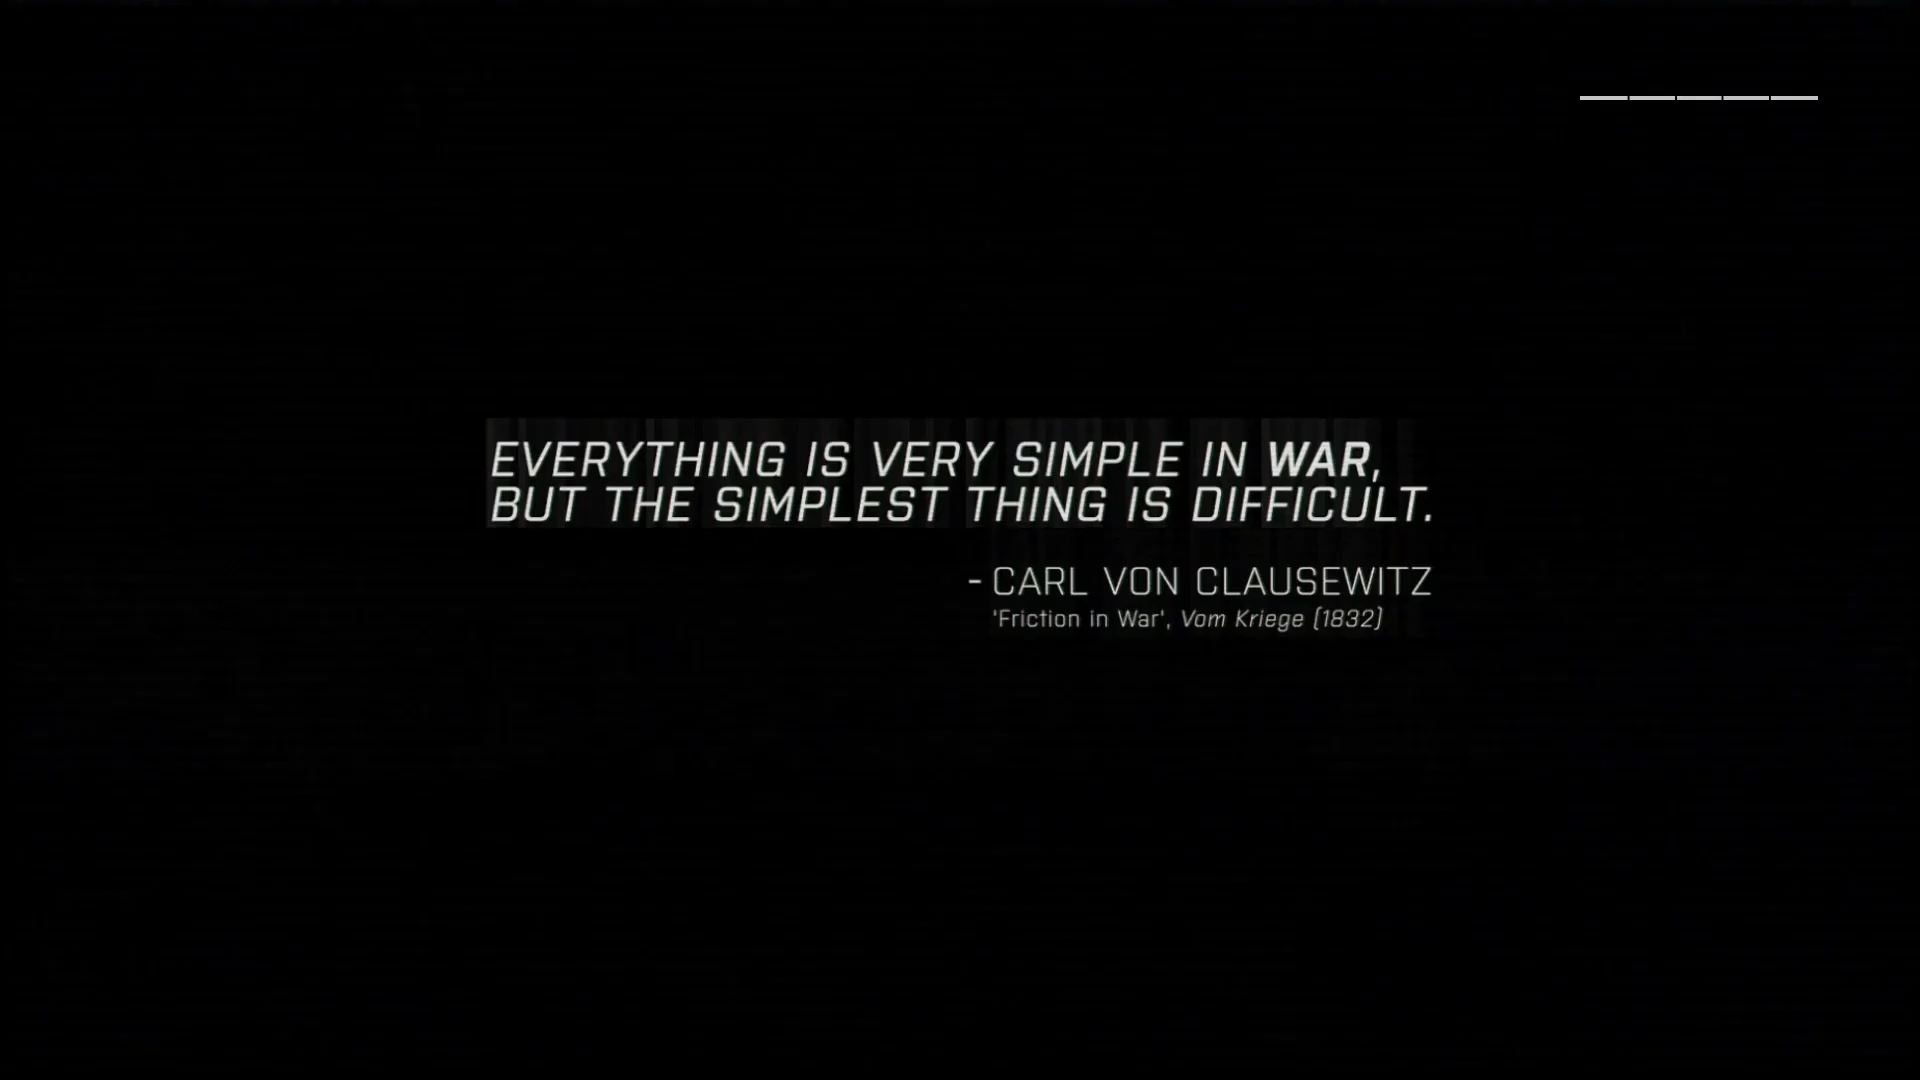 EVERYTHING IS VERY SIMPLE IN WAR,
BUT THE SIMPLEST THING IS DIFFICULT.
- CARL VON CLAUSEWITZ
'Friction in War', Vom Kriege (1832)